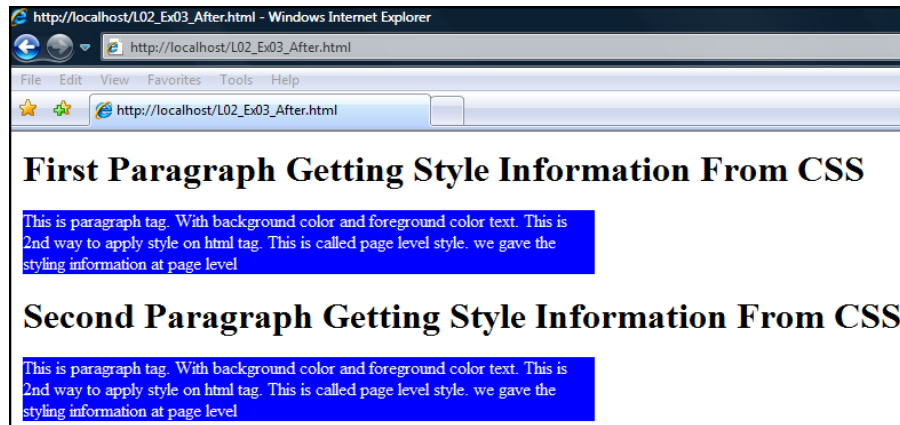 http://localhost/L02_Ex03_After.html - Windows Internet Explorer
http://localhost/L02_Ex03_After.html
File Edit View Favorites Tools Help
http://localhost/L02_Ex03_After.html
First Paragraph Getting Style Information From CSS
This is paragraph tag. With background color and foreground color text. This is
2nd way to apply style on html tag. This is called page level style. we gave the
styling information at page level
Second Paragraph Getting Style Information From CSS
This is paragraph tag. With background color and foreground color text. This is
2nd way to apply style on html tag. This is called page level style. we gave the
styling information at page level